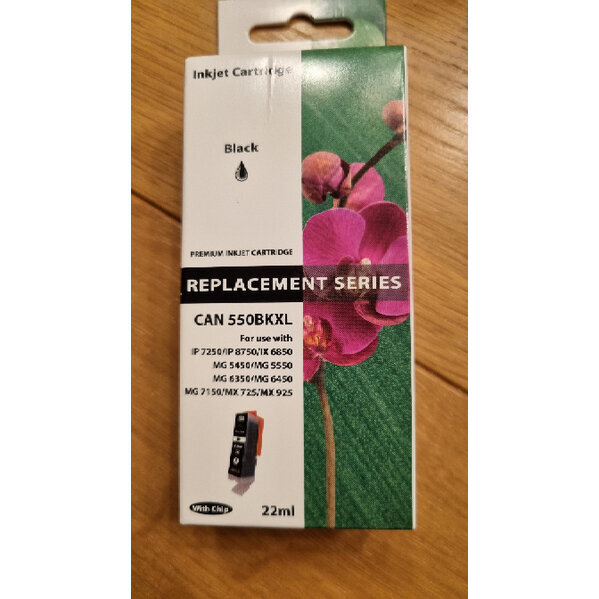 Inkjet Cartridge
Black
PREMIUM INKJET CARTRIDGE
REPLACEMENT SERIES
CAN 550BKXL
For use with
IP 7250/IP 8750/IX 6850
MG 5450/MG 5550
MG 6350/MG 6450
MG 7150/MX 725/MX 925
With Chip
22ml